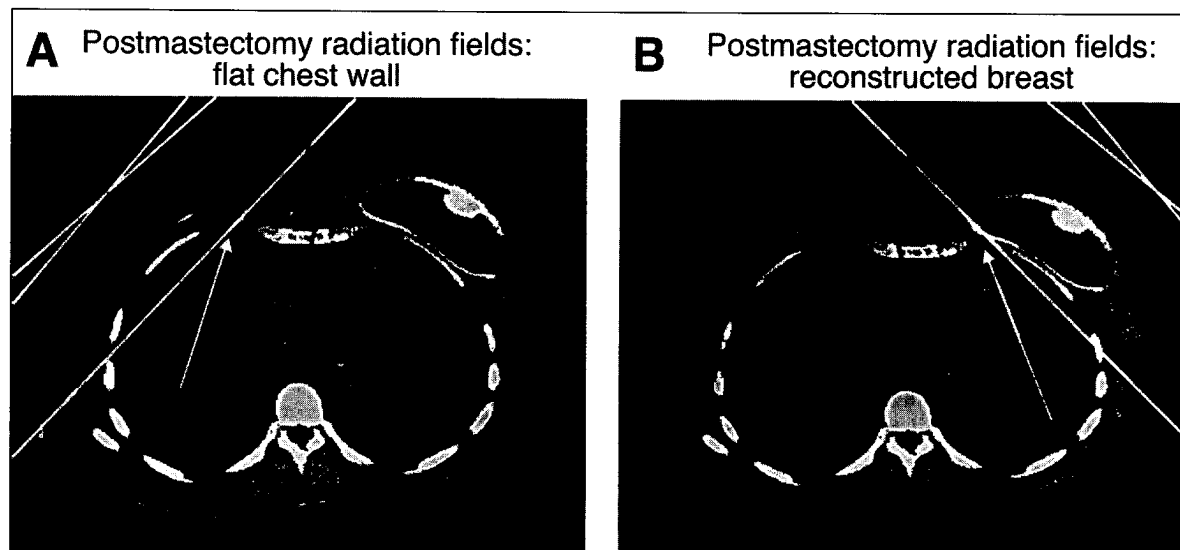 A Postmastectomy radiation fields:
flat chest wall
B Postmastectomy radiation fields:
reconstructed breast